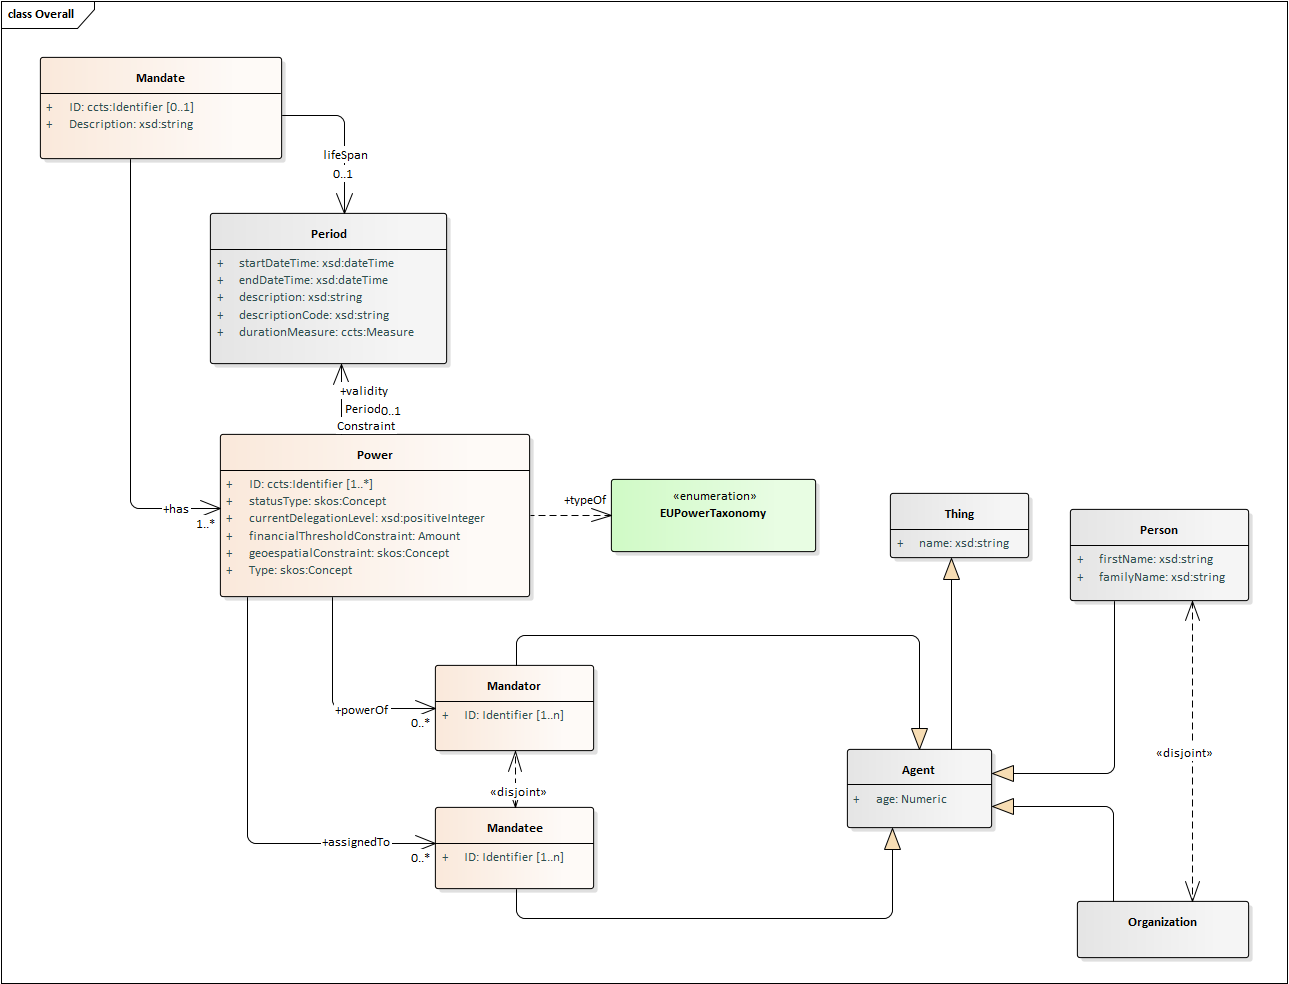 class Overall
Mandate
+ ID: ccts:Identifier [0..1]
+ Description: xsd:string
lifeSpan
0..1
Period
+ startDateTime: xsd:dateTime
+ endDateTime: xsd:dateTime
+ description: xsd:string
+ descriptionCode: xsd:string
+ durationMeasure: ccts:Measure
+validity
Period
0..1
Constraint
Power
+ ID: ccts:Identifier [1..*]
+ statusType: skos:Concept
+ currentDelegationLevel: xsd:positiveInteger
+ financialThresholdConstraint: Amount
+ geoespatialConstraint: skos:Concept
+ Type: skos:Concept
+has
1..*
+typeOf
«enumeration»
EUPowerTaxonomy
Thing
+ name: xsd:string
Person
+ firstName: xsd:string
+ familyName: xsd:string
Mandator
+ ID: Identifier [1..n]
+powerOf
0..*
«disjoint»
«disjoint»
Agent
+ age: Numeric
Mandatee
+ ID: Identifier [1..n]
+assignedTo
0..*
Organization